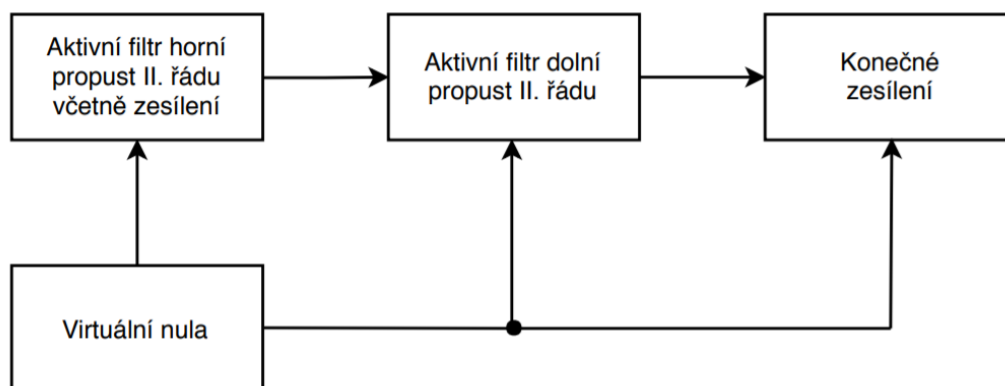 Aktivní filtr horní
propust II. řádu
včetně zesílení
Aktivní filtr dolní
propust II. řádu
Konečné
zesílení
Virtuální nula